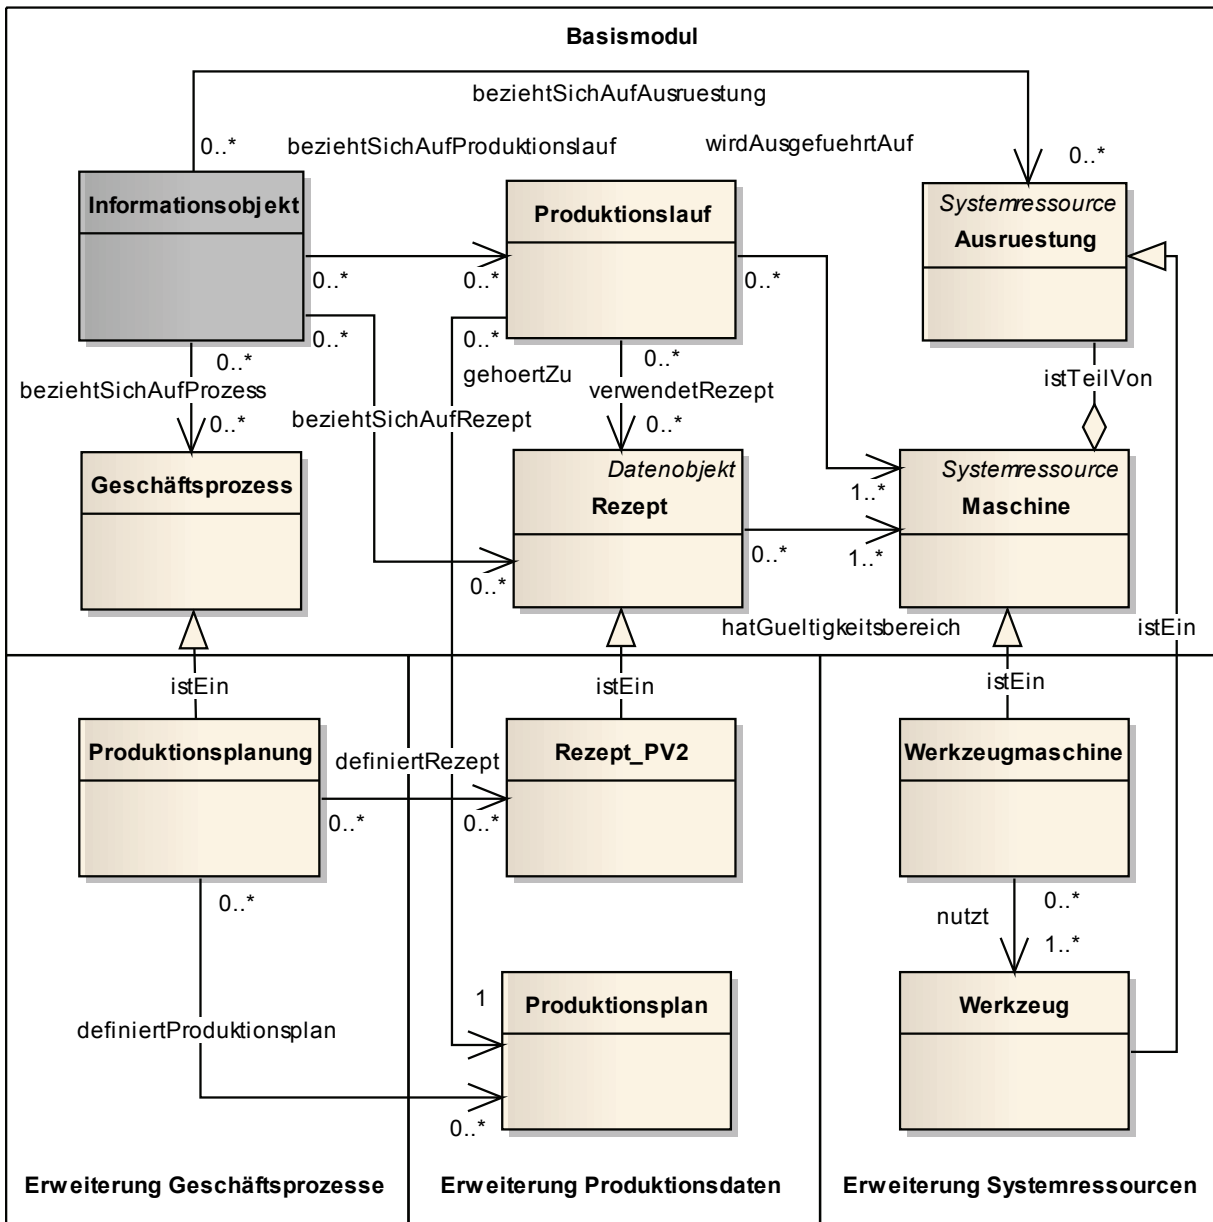 Basismodul
beziehtSichAufAusruestung
0..*
beziehtSichAufProduktionslauf
wirdAusgefuehrtAuf
0..*
Informationsobjekt
Produktionslauf
Systemressource
Ausruestung
0..*
0..*
0..*
0..*
0..*
0..*
0..*
gehoertZu
istTeilVon
beziehtSichAufProzess
verwendetRezept
0..*
beziehtSichAufRezept
0..*
Geschäftsprozess
Datenobjekt
Rezept
Systemressource
Maschine
1..*
0..*
1..*
0..*
hatGueltigkeitsbereich
istEin
istEin
istEin
istEin
Produktionsplanung
definiertRezept
Rezept_PV2
Werkzeugmaschine
0..*
0..*
0..*
0..*
nutzt
1..*
1
Produktionsplan
Werkzeug
definiertProduktionsplan
0..*
Erweiterung Geschäftsprozesse
Erweiterung Produktionsdaten
Erweiterung Systemressourcen